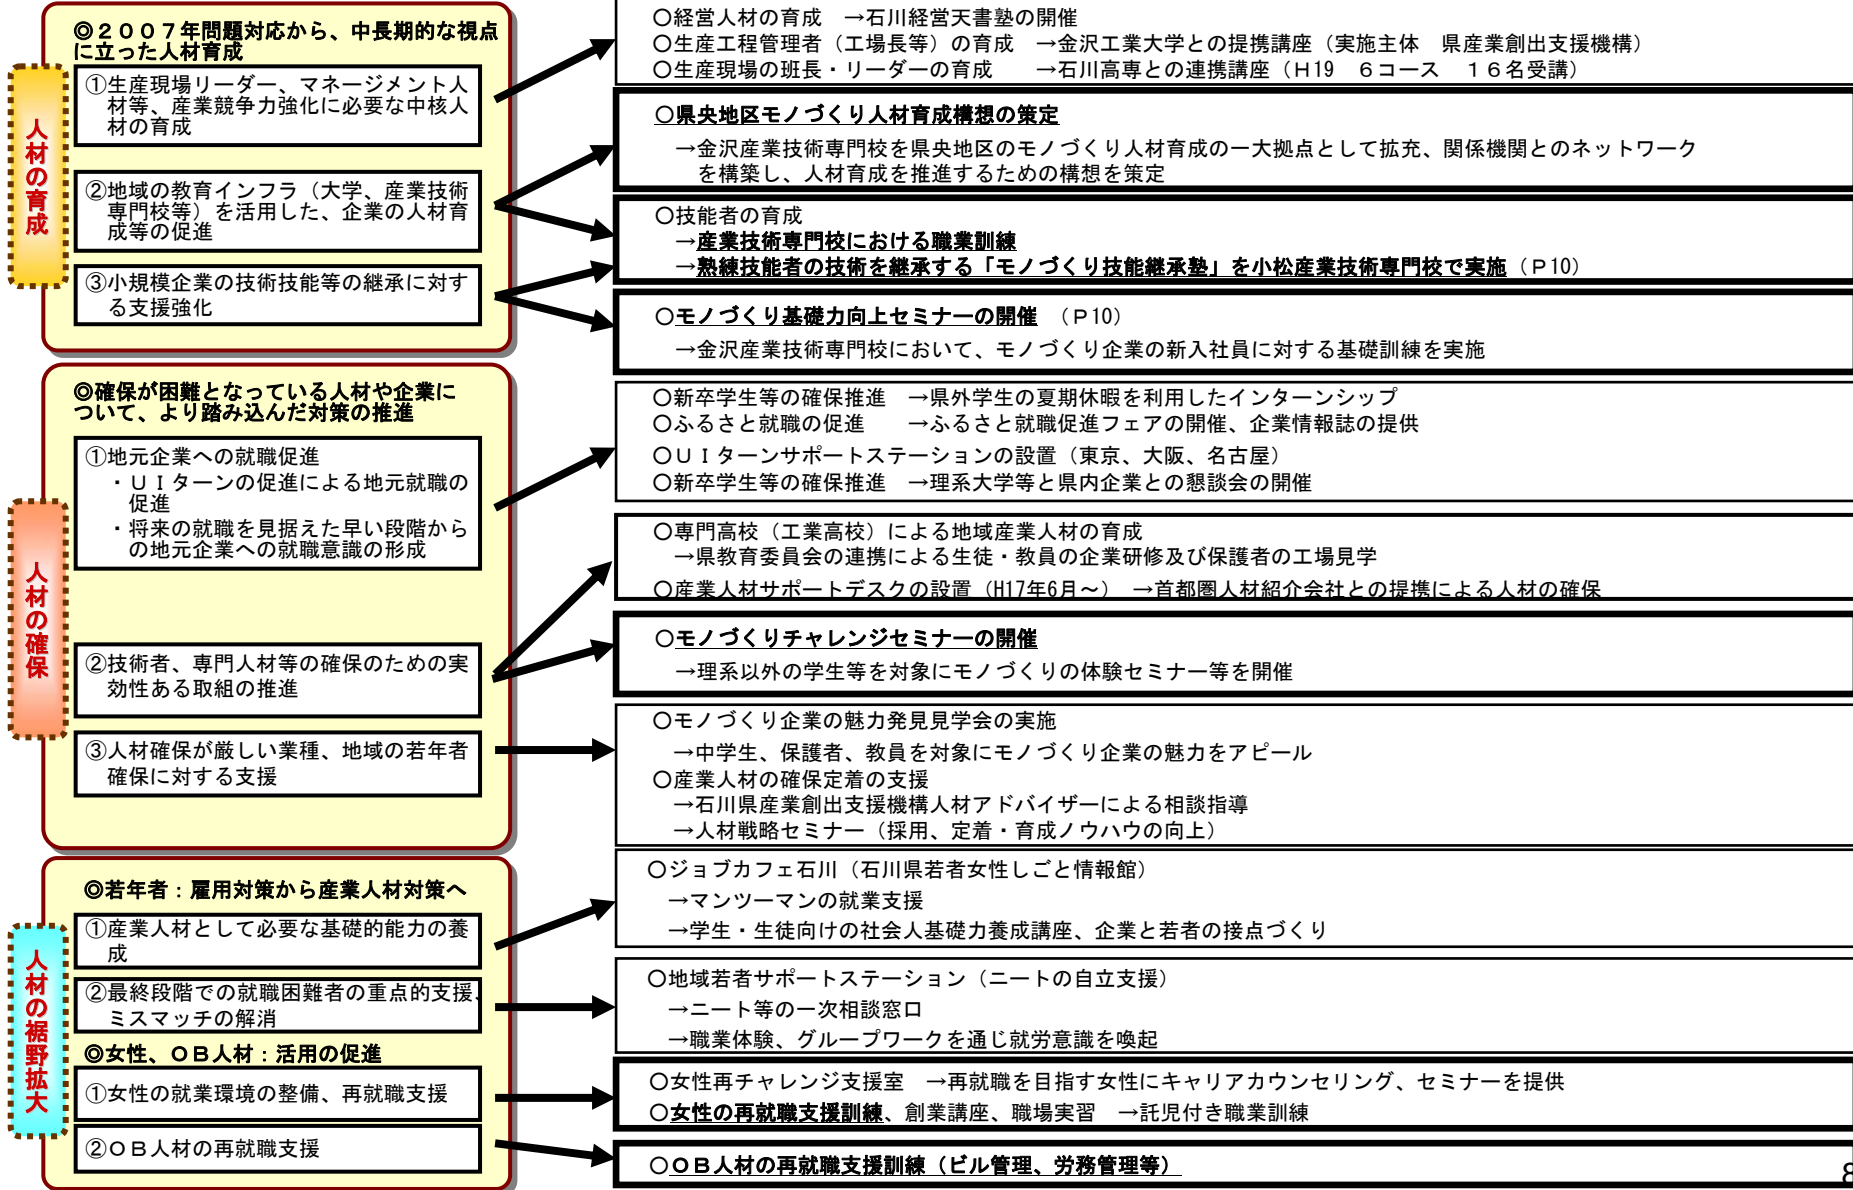 人材の育成
◎２００７年問題対応から、中長期的な視点
に立った人材育成
①生産現場リーダー、マネージメント人
材等、産業競争力強化に必要な中核人
材の育成
②地域の教育インフラ（大学、産業技術
専門校等）を活用した、企業の人材育
成等の促進
③小規模企業の技術技能等の継承に対す
る支援強化
○経営人材の育成　→石川経営天書塾の開催
○生産工程管理者（工場長等）の育成　→金沢工業大学との提携講座（実施主体　県産業創出支援機構）
○生産現場の班長・リーダーの育成　　→石川高専との連携講座（Ｈ19　６コース　１６名受講）
○県央地区モノづくり人材育成構想の策定
→金沢産業技術専門校を県央地区のモノづくり人材育成の一大拠点として拡充、関係機関とのネットワーク
を構築し、人材育成を推進するための構想を策定
○技能者の育成
→産業技術専門校における職業訓練
→熟練技能者の技術を継承する「モノづくり技能継承塾」を小松産業技術専門校で実施（Ｐ10）
○モノづくり基礎力向上セミナーの開催　（Ｐ10）
→金沢産業技術専門校において、モノづくり企業の新入社員に対する基礎訓練を実施
人材の確保
◎確保が困難となっている人材や企業に
ついて、より踏み込んだ対策の推進
①地元企業への就職促進
・ＵＩターンの促進による地元就職の
促進
・将来の就職を見据えた早い段階から
の地元企業への就職意識の形成
②技術者、専門人材等の確保のための実
効性ある取組の推進
③人材確保が厳しい業種、地域の若年者
確保に対する支援
○新卒学生等の確保推進　→県外学生の夏期休暇を利用したインターンシップ
○ふるさと就職の促進　　→ふるさと就職促進フェアの開催、企業情報誌の提供
○ＵＩターンサポートステーションの設置（東京、大阪、名古屋）
○新卒学生等の確保推進　→理系大学等と県内企業との懇談会の開催
○専門高校（工業高校）による地域産業人材の育成
→県教育委員会の連携による生徒・教員の企業研修及び保護者の工場見学
○産業人材サポートデスクの設置（H17年6月～）　→首都圏人材紹介会社との提携による人材の確保
○モノづくりチャレンジセミナーの開催
→理系以外の学生等を対象にモノづくりの体験セミナー等を開催
○モノづくり企業の魅力発見見学会の実施
→中学生、保護者、教員を対象にモノづくり企業の魅力をアピール
○産業人材の確保定着の支援
→石川県産業創出支援機構人材アドバイザーによる相談指導
→人材戦略セミナー（採用、定着・育成ノウハウの向上）
人材の裾野拡大
◎若年者：雇用対策から産業人材対策へ
①産業人材として必要な基礎的能力の養
成
②最終段階での就職困難者の重点的支援、
ミスマッチの解消
◎女性、ＯＢ人材：活用の促進
①女性の就業環境の整備、再就職支援
②ＯＢ人材の再就職支援
○ジョブカフェ石川（石川県若者女性しごと情報館）
→マンツーマンの就業支援
→学生・生徒向けの社会人基礎力養成講座、企業と若者の接点づくり
○地域若者サポートステーション（ニートの自立支援）
→ニート等の一次相談窓口
→職業体験、グループワークを通じ就労意識を喚起
○女性再チャレンジ支援室　→再就職を目指す女性にキャリアカウンセリング、セミナーを提供
○女性の再就職支援訓練、創業講座、職場実習　→託児付き職業訓練
○ＯＢ人材の再就職支援訓練（ビル管理、労務管理等）
8